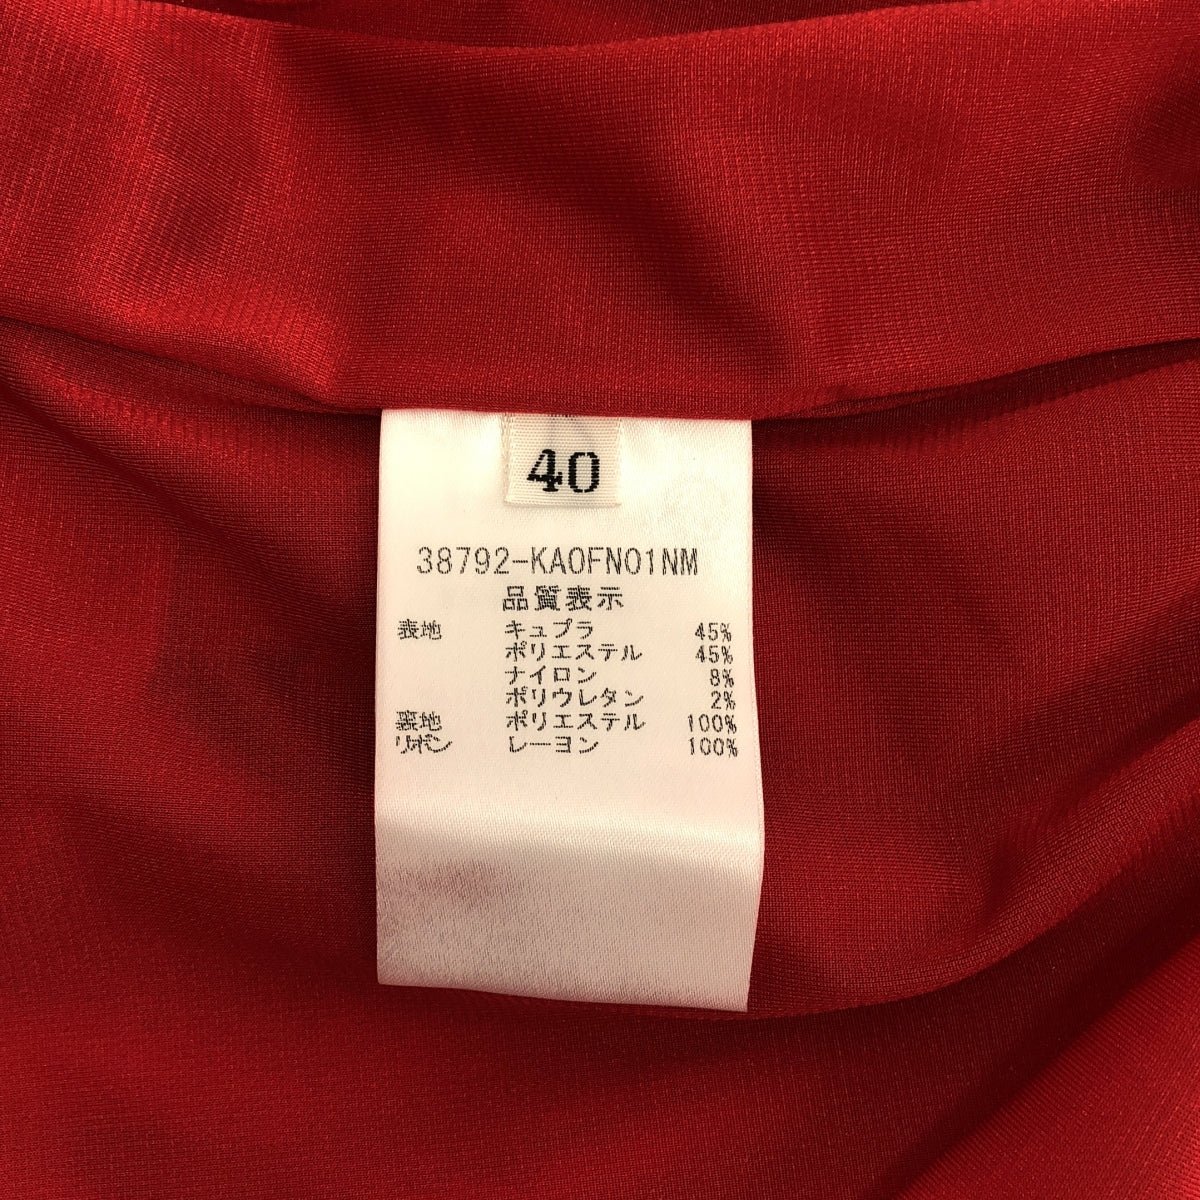 40
38792-KA0FN01NM
品質表示
表地 キュプラ 45%
ポリエステル 45%
ナイロン 8%
ポリウレタン 2%
裏地 ポリエステル 100%
リボン レーヨン 100%